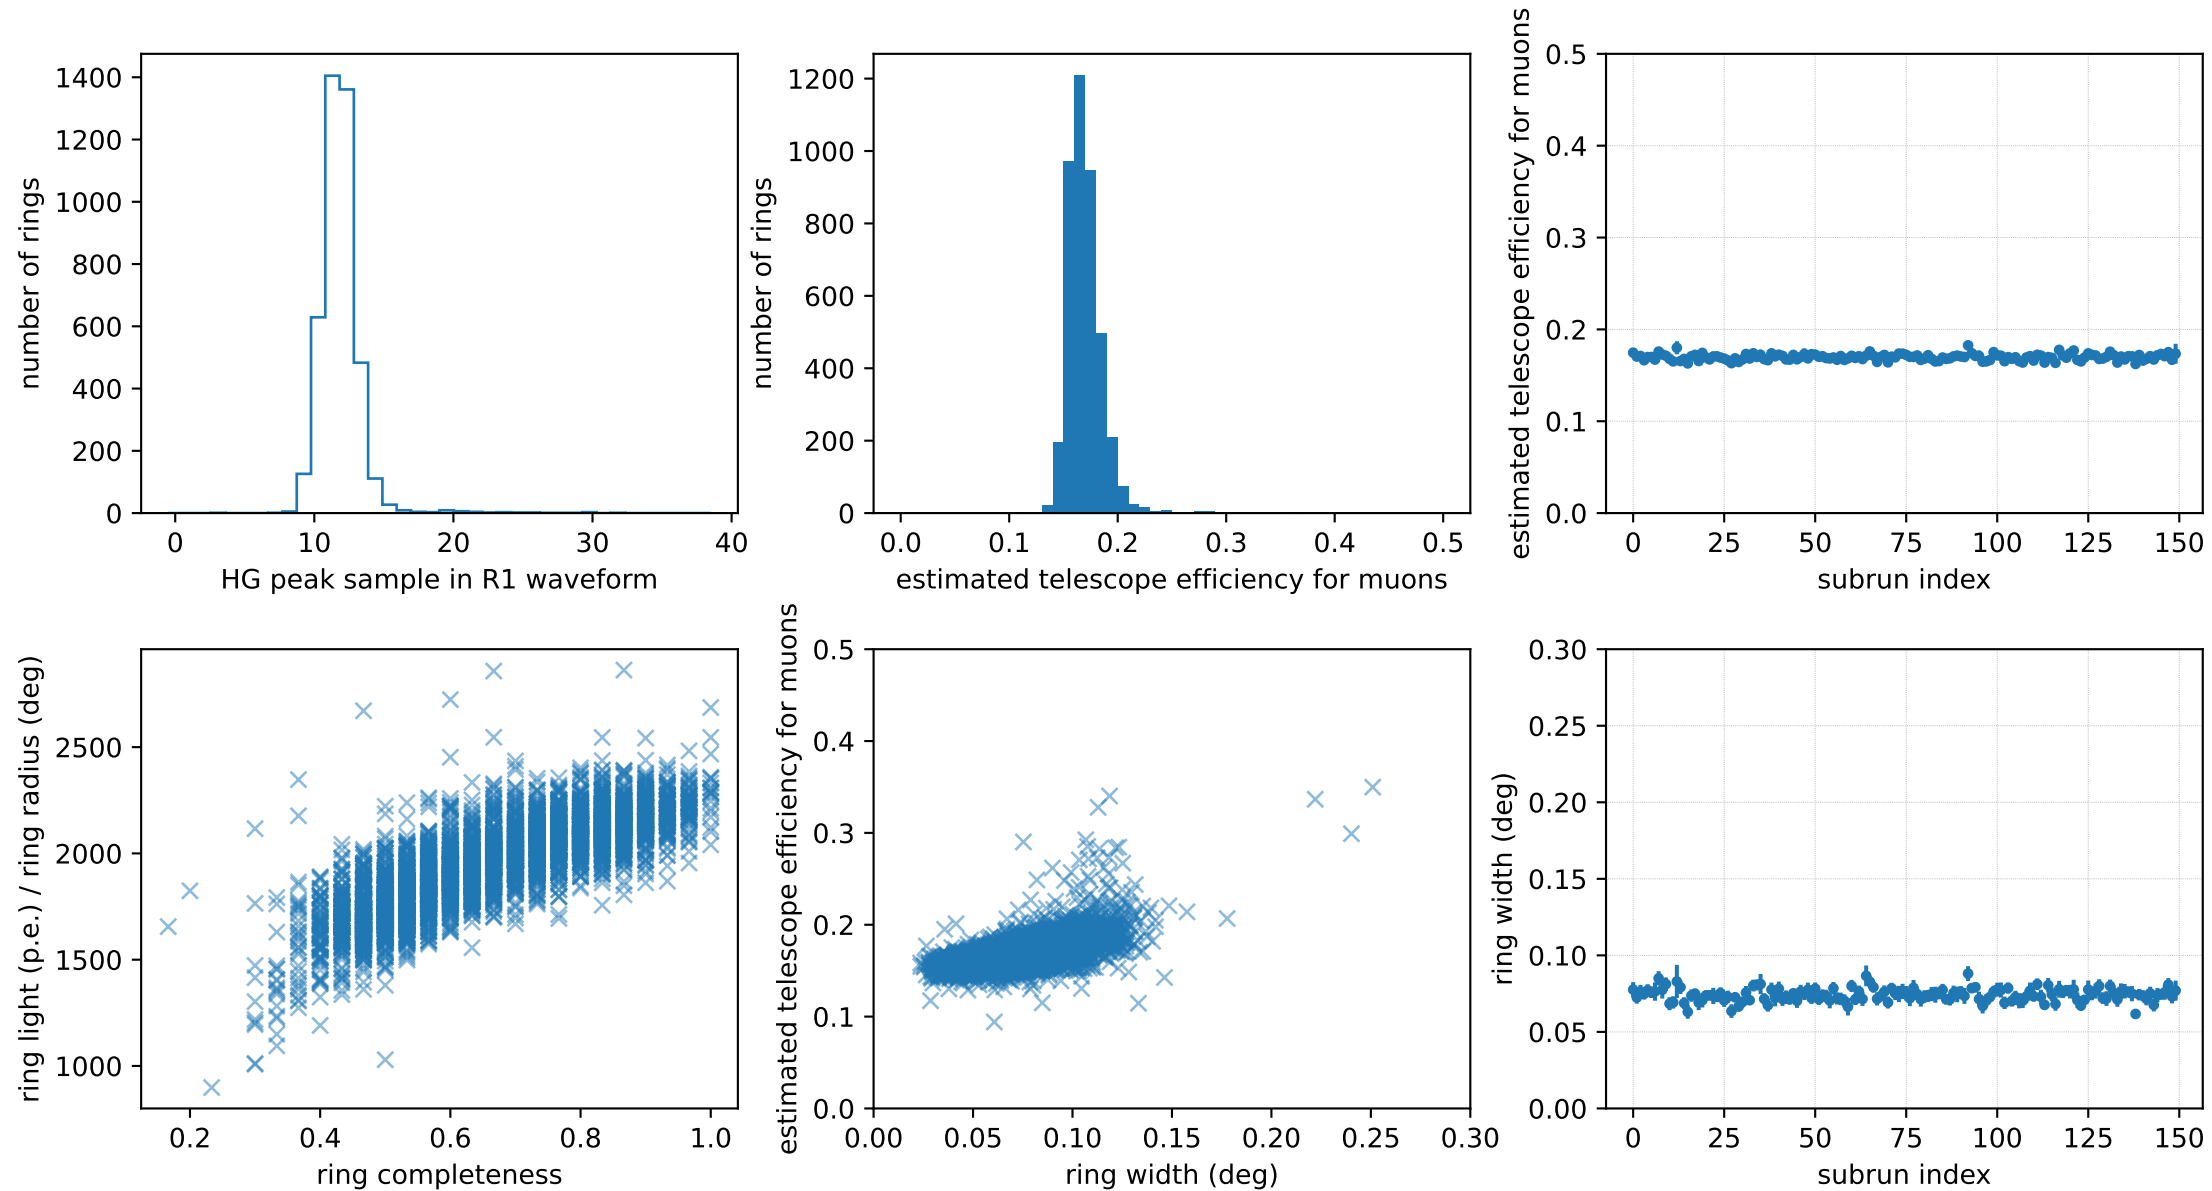 number of rings
1400
1200
1000
800
600
400
200
0
0 10 20 30 40
HG peak sample in R1 waveform
number of rings
1200
1000
800
600
400
200
0
0.0 0.1 0.2 0.3 0.4 0.5
estimated telescope efficiency for muons
estimated telescope efficiency for muons
0.5
0.4
0.3
0.2
0.1
0.0
0 25 50 75 100 125 150
subrun index
ring light (p.e.) / ring radius (deg)
2500
2000
1500
1000
0.2 0.4 0.6 0.8 1.0
ring completeness
estimated telescope efficiency for muons
0.5
0.4
0.3
0.2
0.1
0.0
0.00 0.05 0.10 0.15 0.20 0.25 0.30
ring width (deg)
ring width (deg)
0.30
0.25
0.20
0.15
0.10
0.05
0.00
0 25 50 75 100 125 150
subrun index